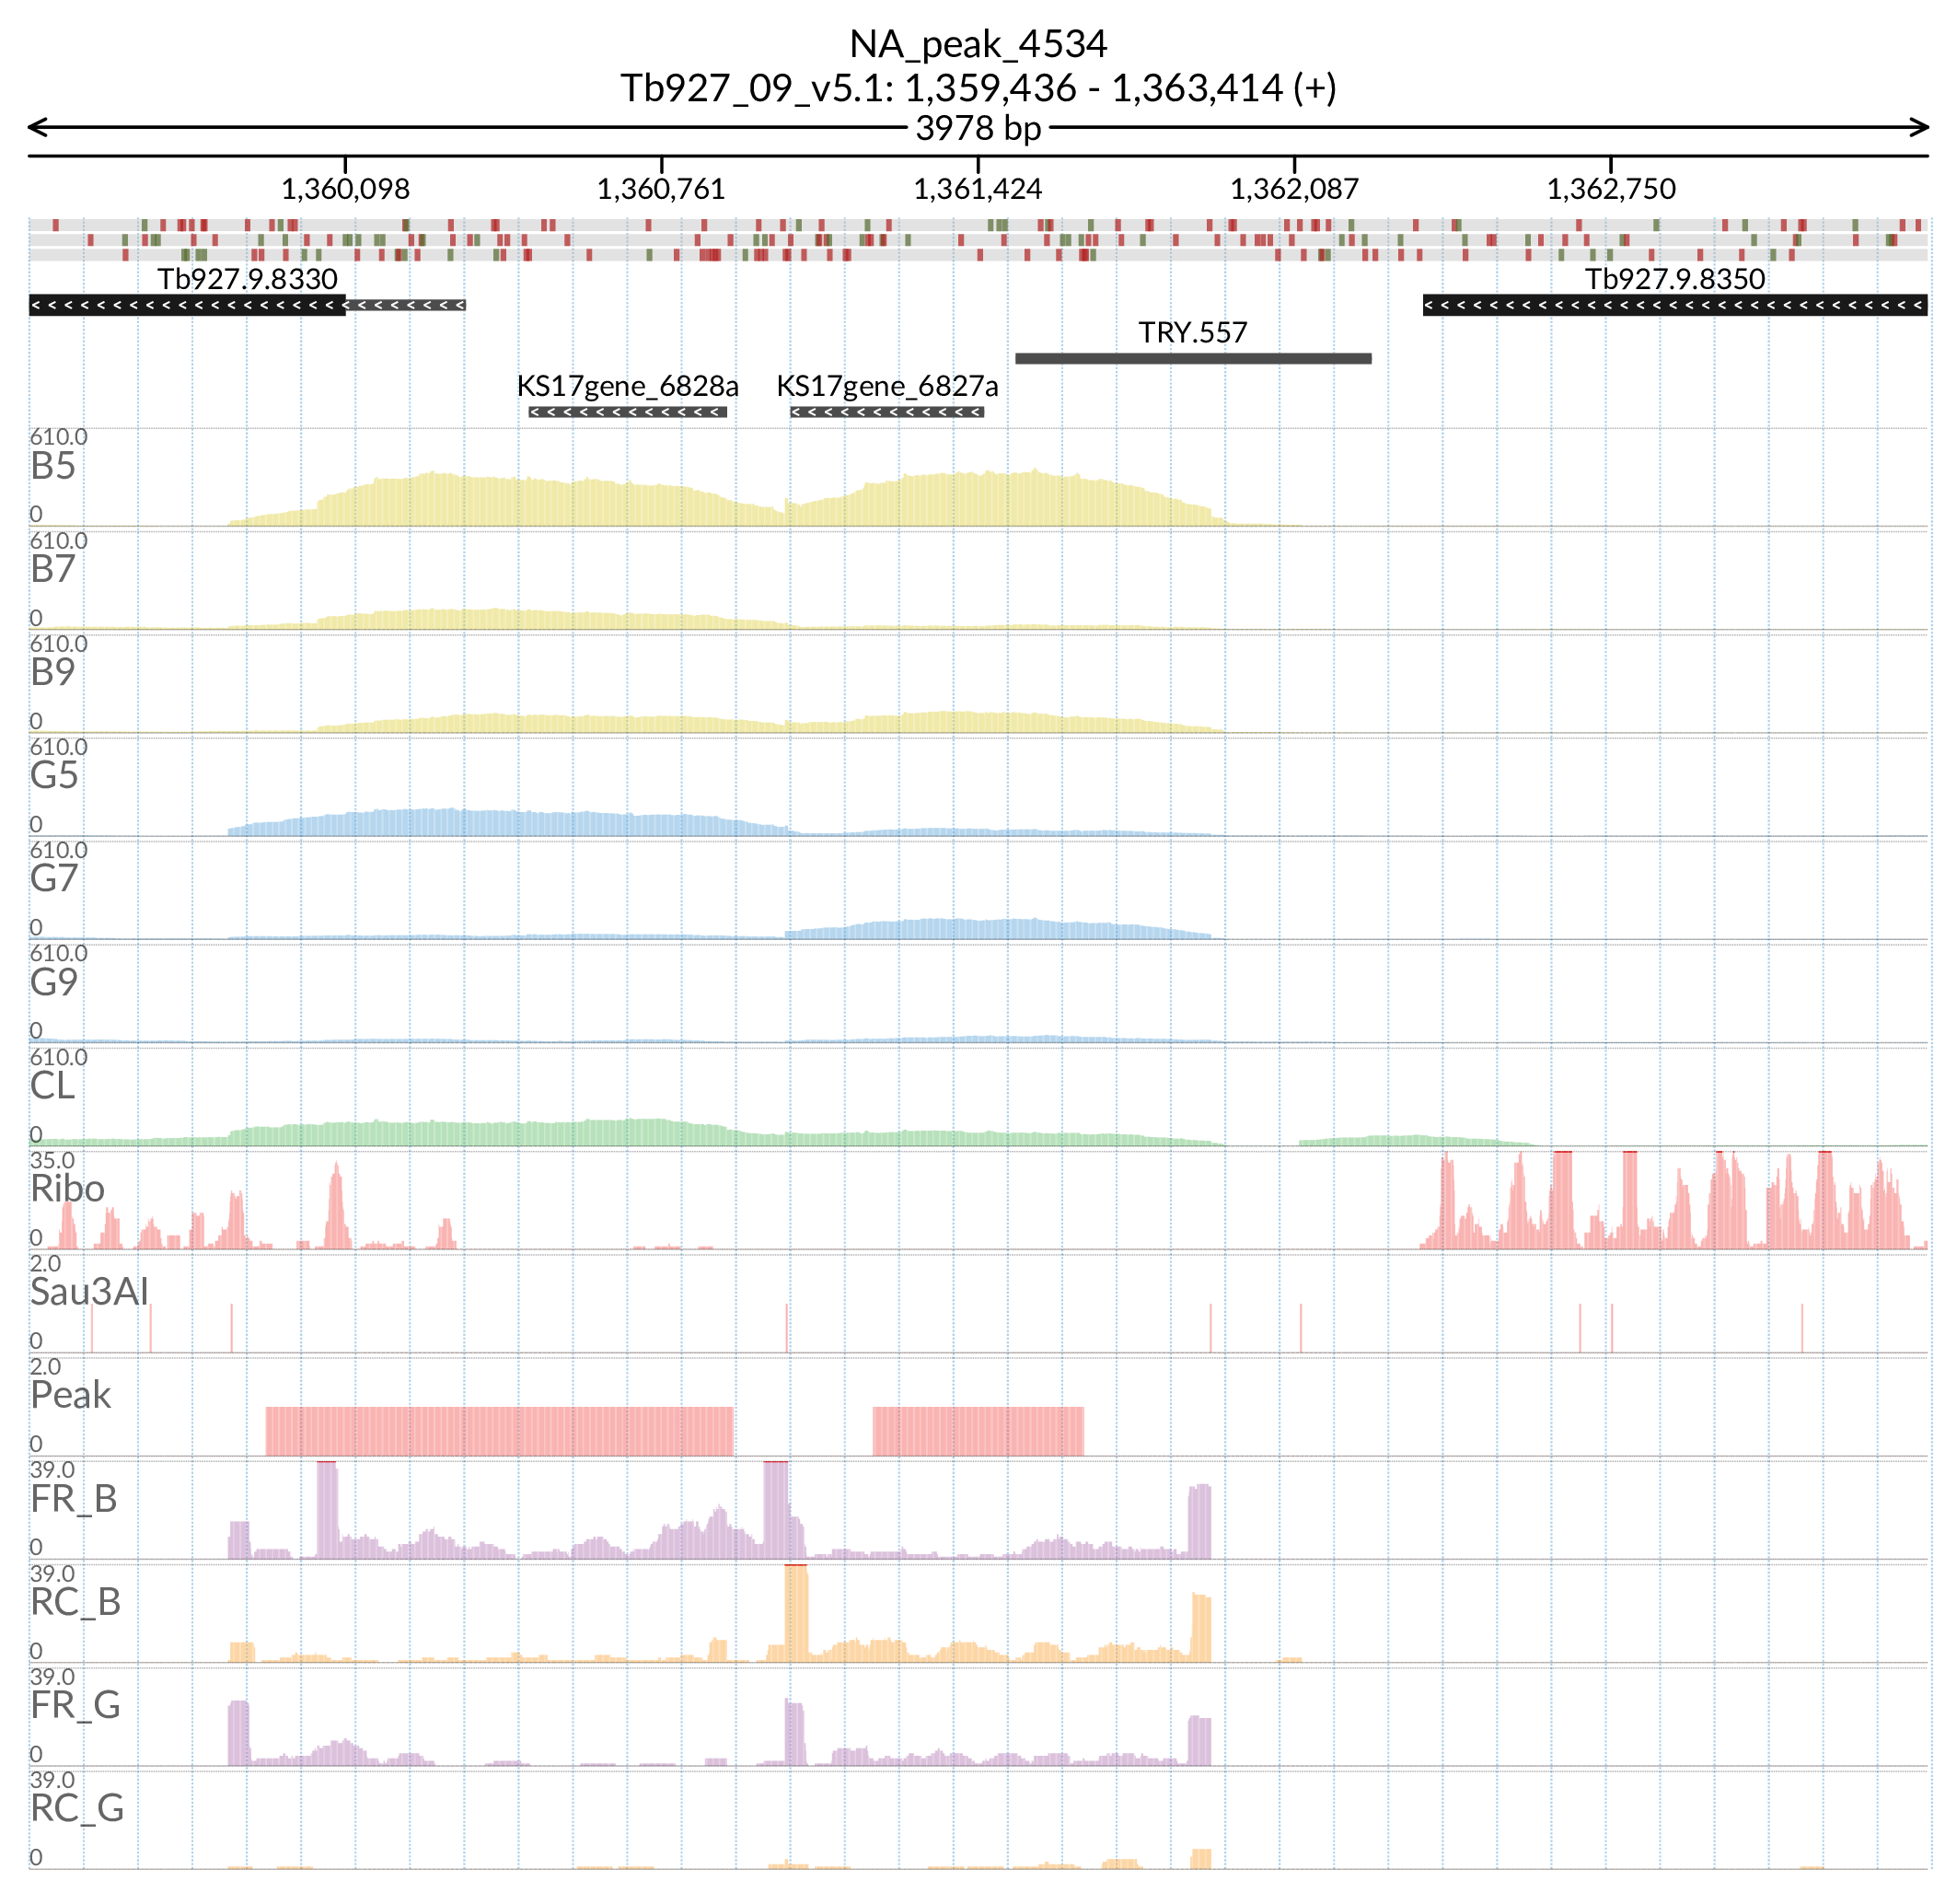 NA_peak_4534
Tb927_09_v5.1: 1,359,436 - 1,363,414 (+)
3978 bp
1,360,098 1,360,761 1,361,424 1,362,087 1,362,750
Tb927.9.8330 Tb927.9.8350
TRY.557
KS17gene_6828a KS17gene_6827a
610.0
B5
0
610.0
B7
0
610.0
B9
0
610.0
G5
0
610.0
G7
0
610.0
G9
0
610.0
CL
0
35.0
Ribo
0
2.0
Sau3AI
0
2.0
Peak
0
39.0
FR_B
0
39.0
RC_B
0
39.0
FR_G
0
39.0
RC_G
0